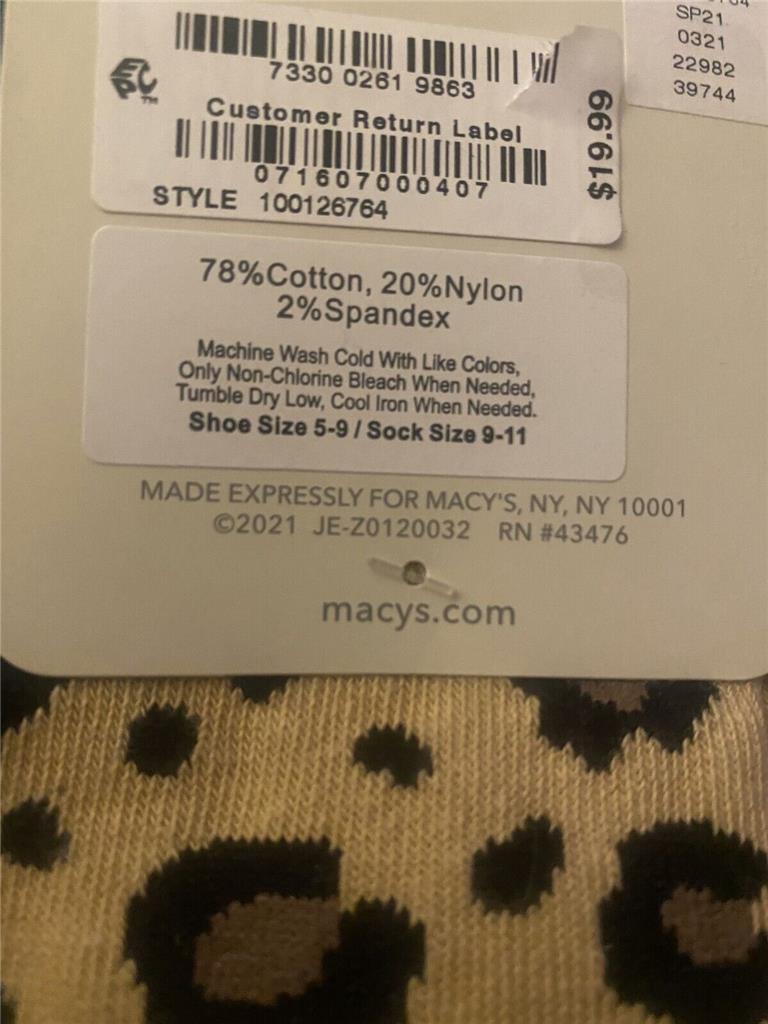 7330 0261 9863
EPC™
Customer Return Label
071607000407
STYLE 100126764
$19.99
SP21
0321
22982
39744
78%Cotton, 20%Nylon
2%Spandex
Machine Wash Cold With Like Colors,
Only Non-Chlorine Bleach When Needed,
Tumble Dry Low, Cool Iron When Needed.
Shoe Size 5-9 / Sock Size 9-11
MADE EXPRESSLY FOR MACY'S, NY, NY 10001
©2021 JE-Z0120032 RN #43476
macys.com